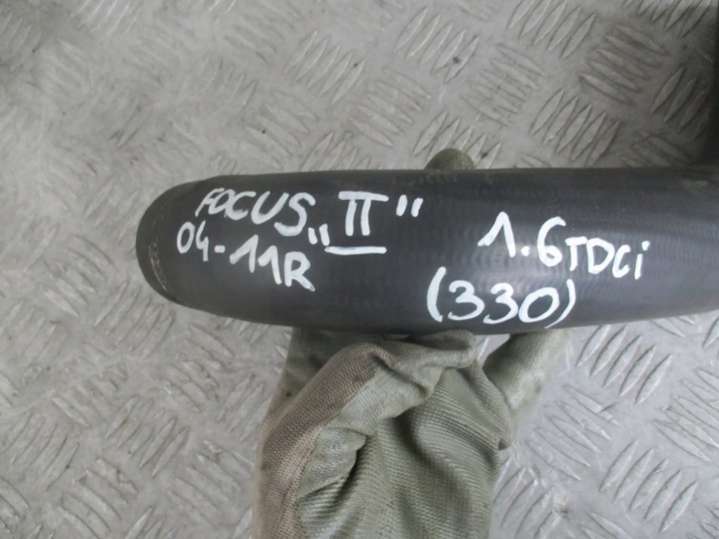 FOCUS „II”
04-11R
1.6TDCi
(330)